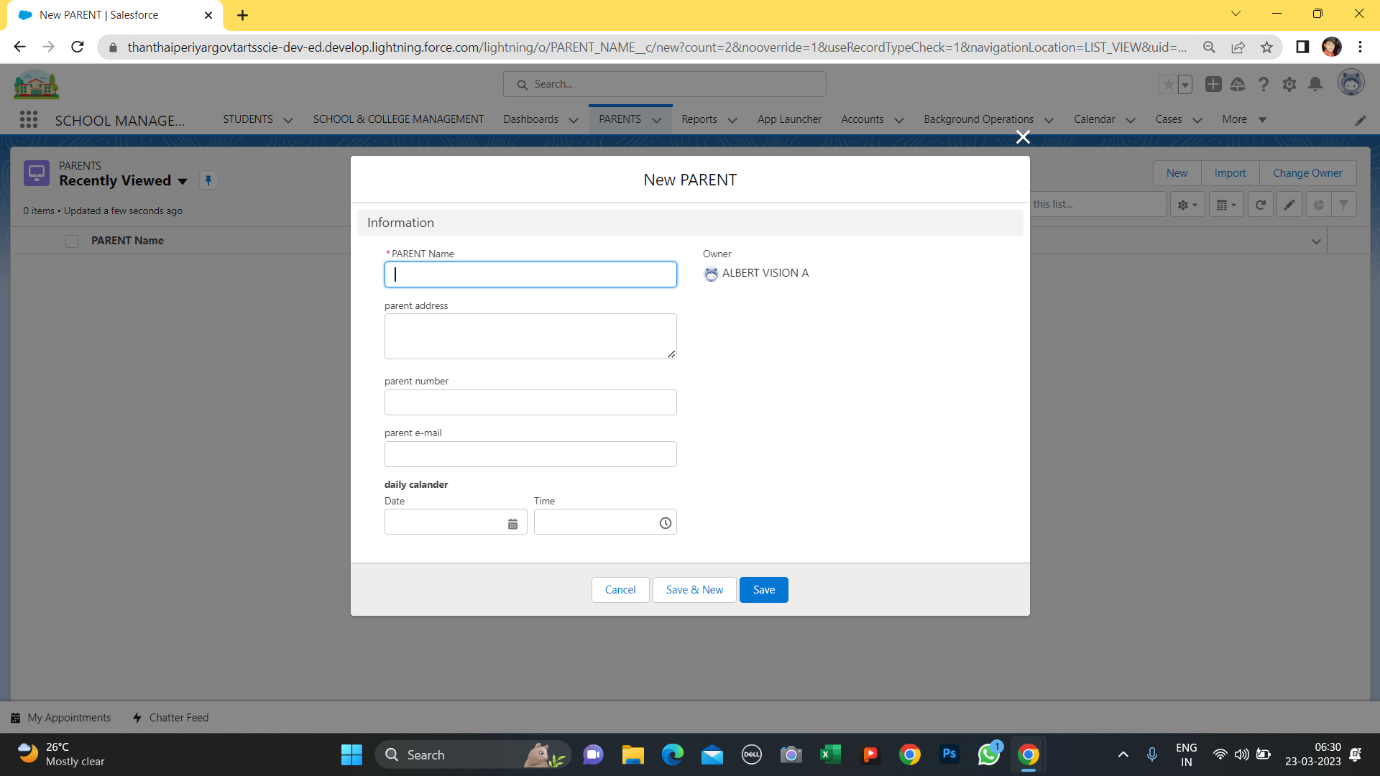 New PARENT | Salesforce
thanthaiperiyargovtartsscie-dev-ed.develop.lightning.force.com/lightning/o/PARENT_NAME__c/new?count=2&nooverride=1&useRecordTypeCheck=1&navigationLocation=LIST_VIEW&uid=...
Search...
SCHOOL MANAGE... STUDENTS SCHOOL & COLLEGE MANAGEMENT Dashboards PARENTS Reports App Launcher Accounts Background Operations Calendar Cases More
PARENTS
Recently Viewed
New Import Change Owner
0 items • Updated a few seconds ago
this list...
PARENT Name
New PARENT
Information
*PARENT Name
Owner
ALBERT VISION A
parent address
parent number
parent e-mail
daily calander
Date Time
Cancel Save & New Save
My Appointments Chatter Feed
26°C
Mostly clear
Search
DELL
Ps
1
ENG
IN
06:30
23-03-2023